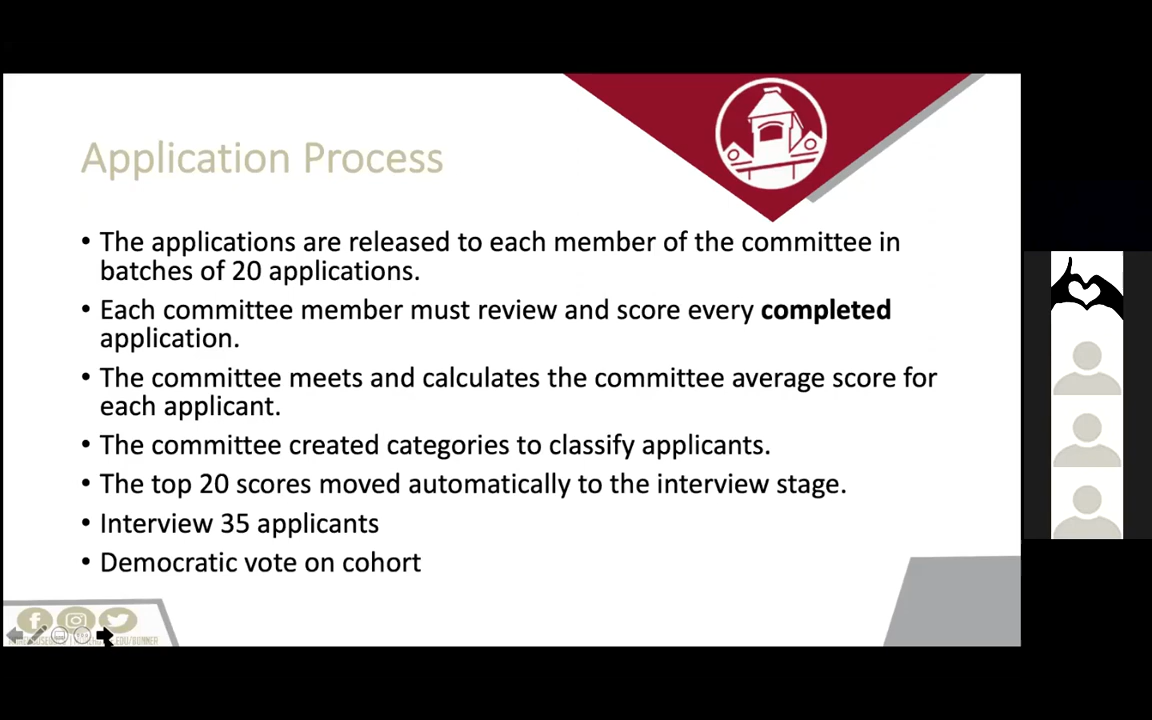 Application Process
• The applications are released to each member of the committee in
batches of 20 applications.
• Each committee member must review and score every completed
application.
• The committee meets and calculates the committee average score for
each applicant.
• The committee created categories to classify applicants.
• The top 20 scores moved automatically to the interview stage.
• Interview 35 applicants
• Democratic vote on cohort